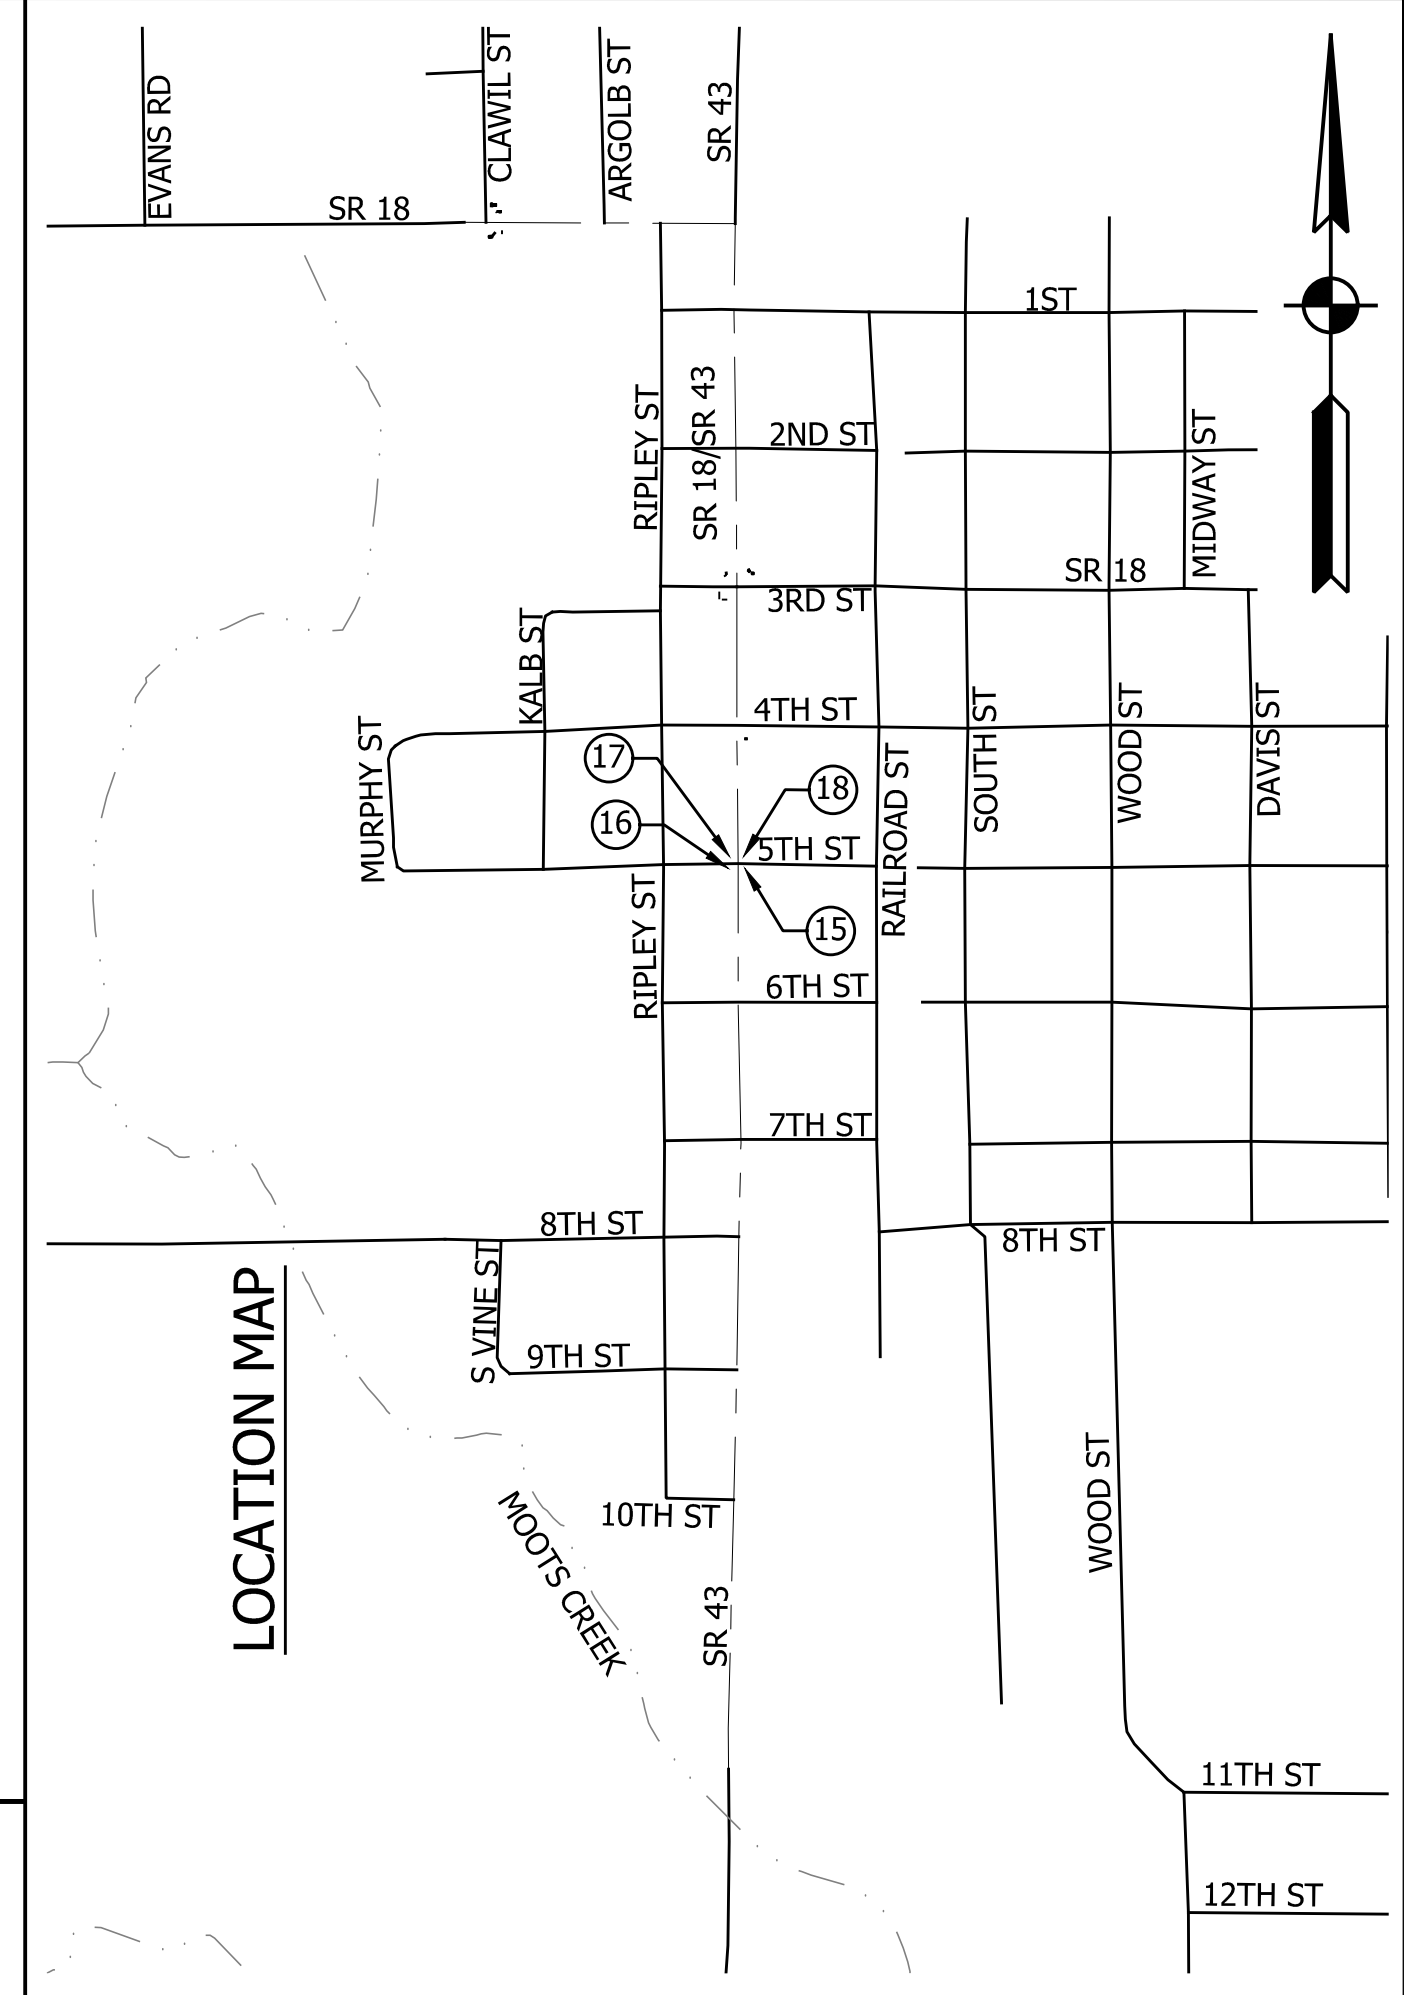 EVANS RD
CLAWIL ST
ARGOLB ST
SR 43
SR 18
1ST
RIPLEY ST
SR 18/SR 43
2ND ST
MIDWAY ST
SR 18
3RD ST
KALB ST
4TH ST
MURPHY ST
17
18
16
5TH ST
RAILROAD ST
SOUTH ST
WOOD ST
DAVIS ST
RIPLEY ST
15
6TH ST
7TH ST
8TH ST
8TH ST
S VINE ST
9TH ST
LOCATION MAP
10TH ST
MOOTS CREEK
SR 43
WOOD ST
11TH ST
12TH ST